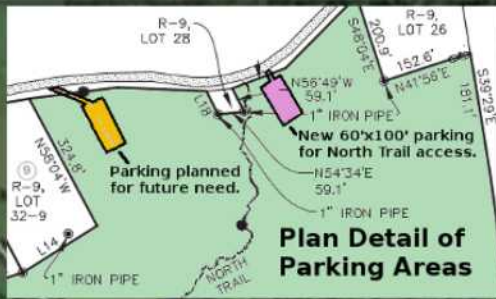 R-9,
LOT 28
R-9,
LOT 26
200.9'
S48°04'E
152.6'
N41°56'E
S39°29'E
181.1'
N56°49'W
59.1'
L18
1" IRON PIPE
New 60'x100' parking
for North Trail access.
N54°34'E
59.1'
1" IRON PIPE
Parking planned
for future need.
324.8'
N58°04'W
9
R-9,
LOT
32-9
L14
1" IRON PIPE
NORTH
TRAIL
Plan Detail of
Parking Areas